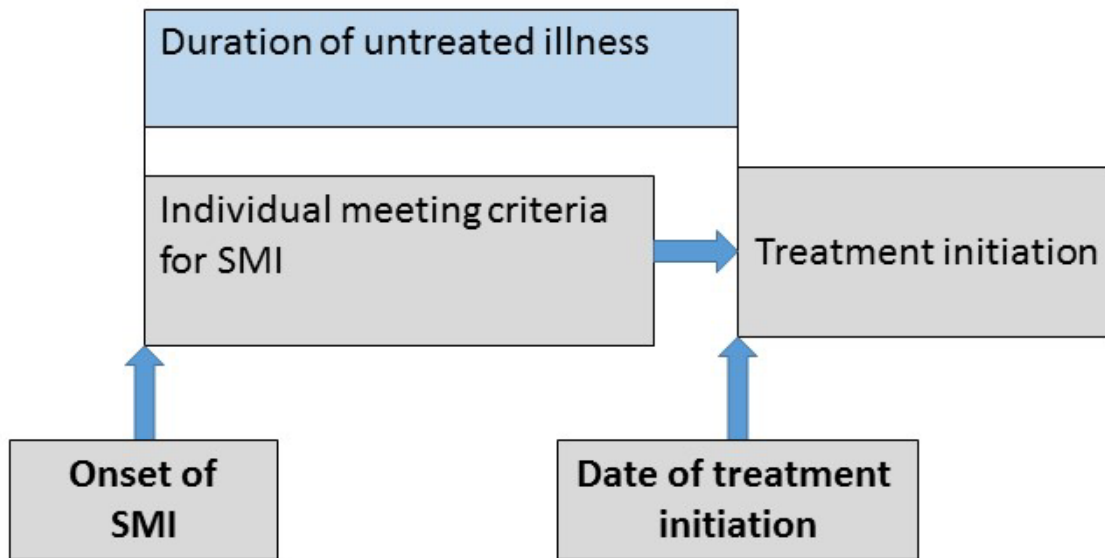 Duration of untreated illness
Individual meeting criteria
for SMI
Treatment initiation
Onset of
SMI
Date of treatment
initiation